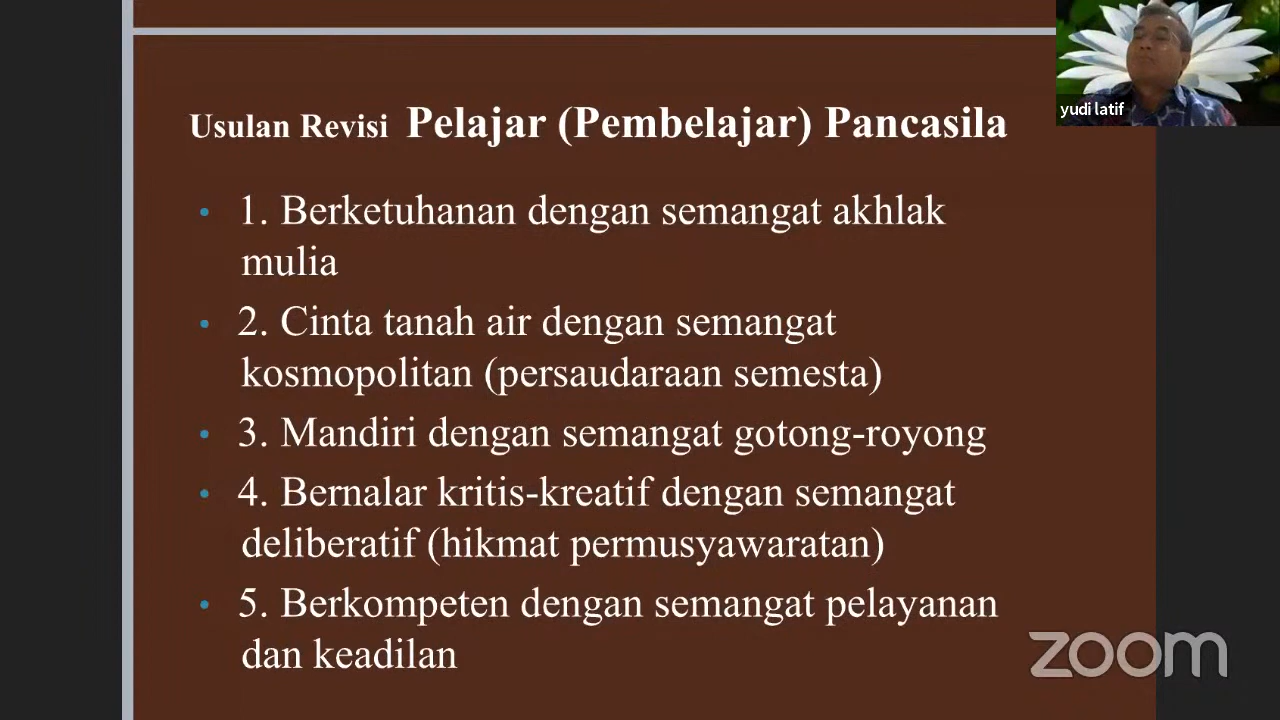 yudi latif
Usulan Revisi Pelajar (Pembelajar) Pancasila
• 1. Berketuhanan dengan semangat akhlak
mulia
• 2. Cinta tanah air dengan semangat
kosmopolitan (persaudaraan semesta)
• 3. Mandiri dengan semangat gotong-royong
• 4. Bernalar kritis-kreatif dengan semangat
deliberatif (hikmat permusyawaratan)
• 5. Berkompeten dengan semangat pelayanan
dan keadilan
zoom